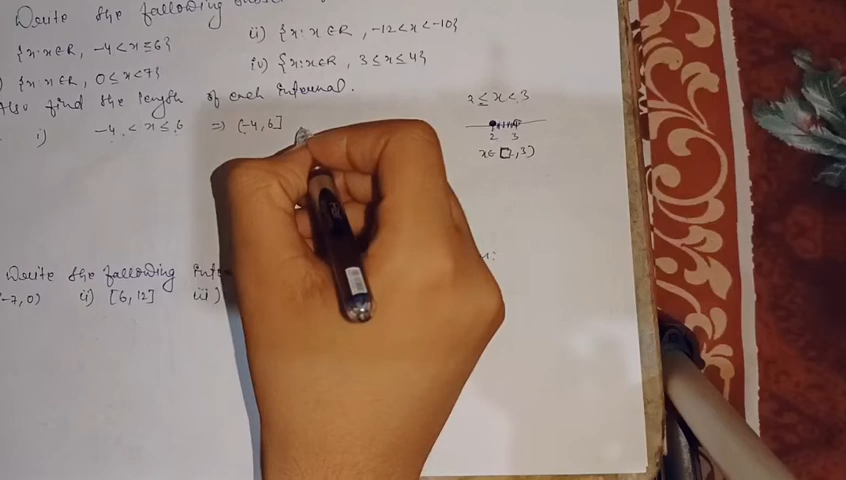 Write the following
{x:x∈R, -4<x≤6}
ii) {x:x∈R, -12<x<-10}
) {x:x∈R, 0≤x<7}
iv) {x:x∈R, 3≤x≤4}
Also find the length of each interval.
i) -4<x≤6 ⇒ (-4,6]
2≤x<3
2 3
x∈ ,3)
Write the following
-7,0) ii) [6,12] iii)